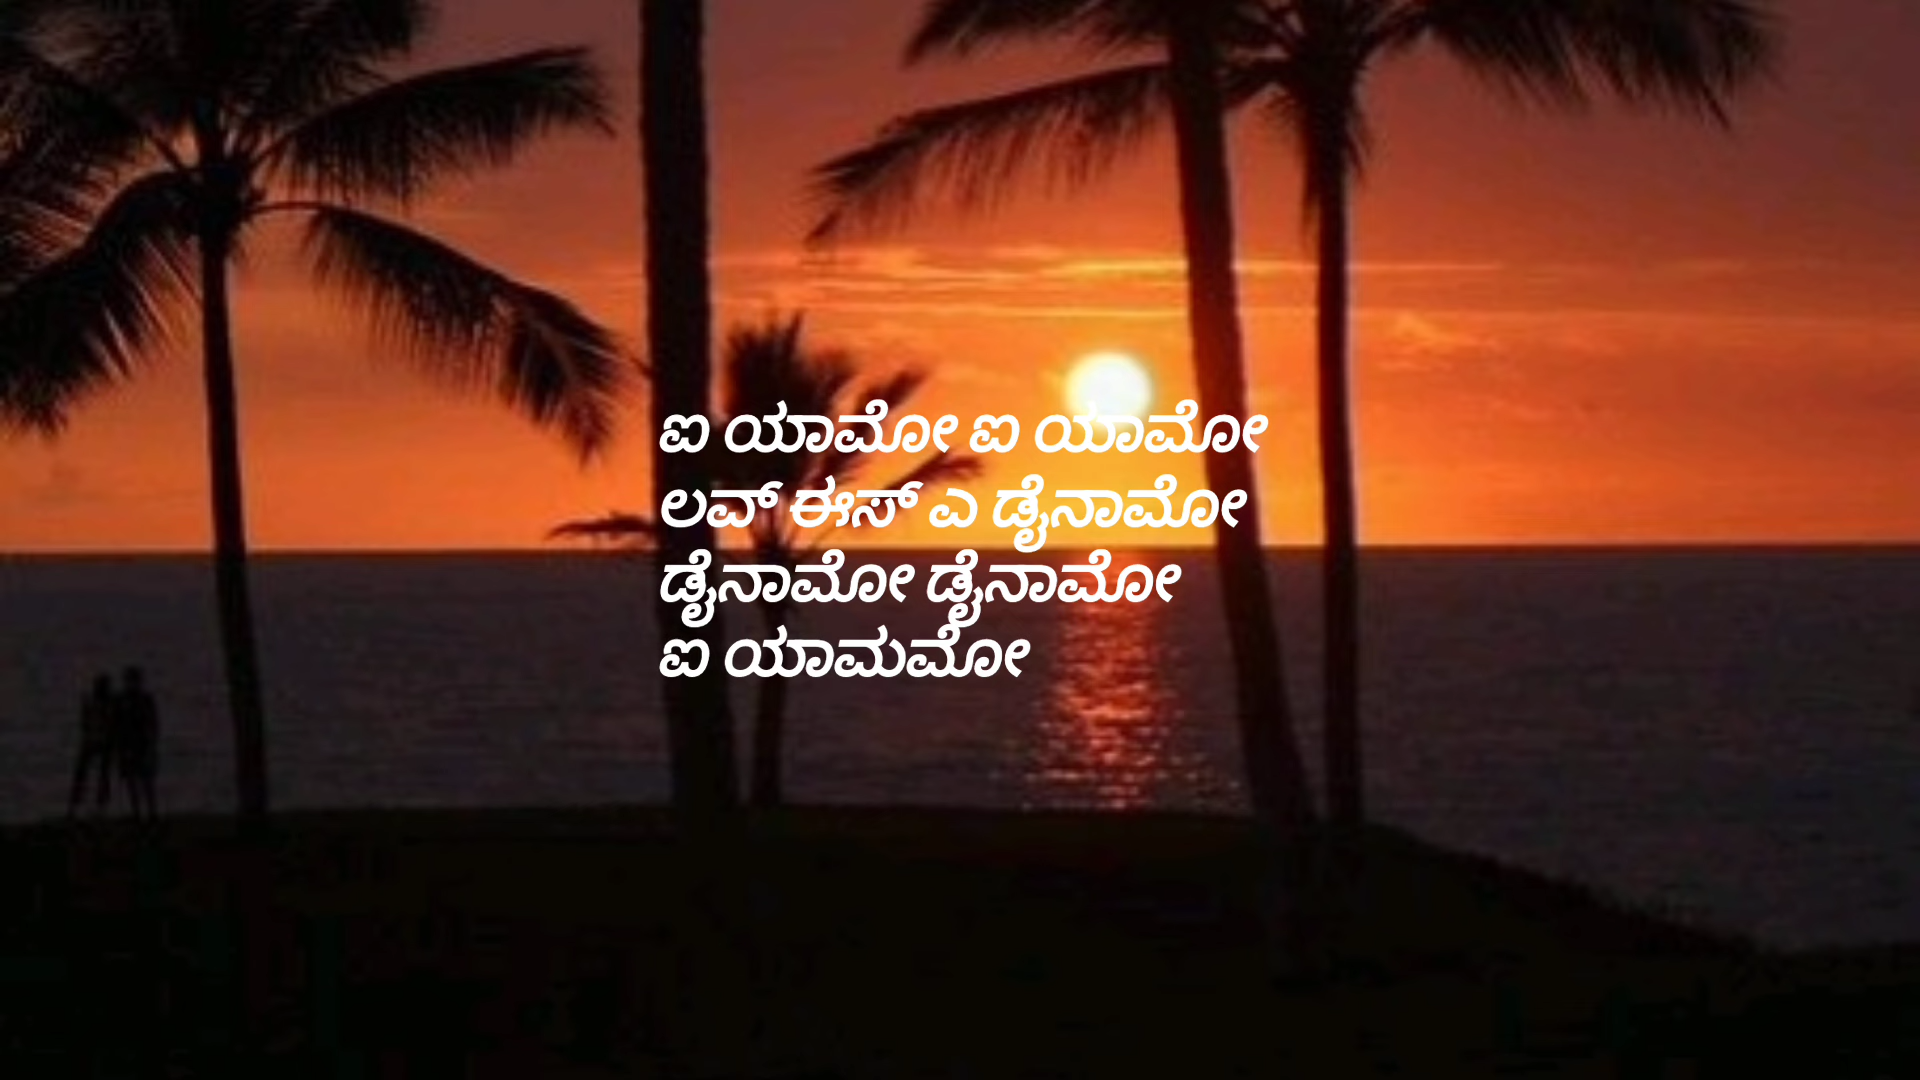 ಐ ಯಾಮೋ ಐ ಯಾಮೋ
ಲವ್ ಈಸ್ ಎ ಡೈನಾಮೋ
ಡೈನಾಮೋ ಡೈನಾಮೋ
ಐ ಯಾಮಮೋ